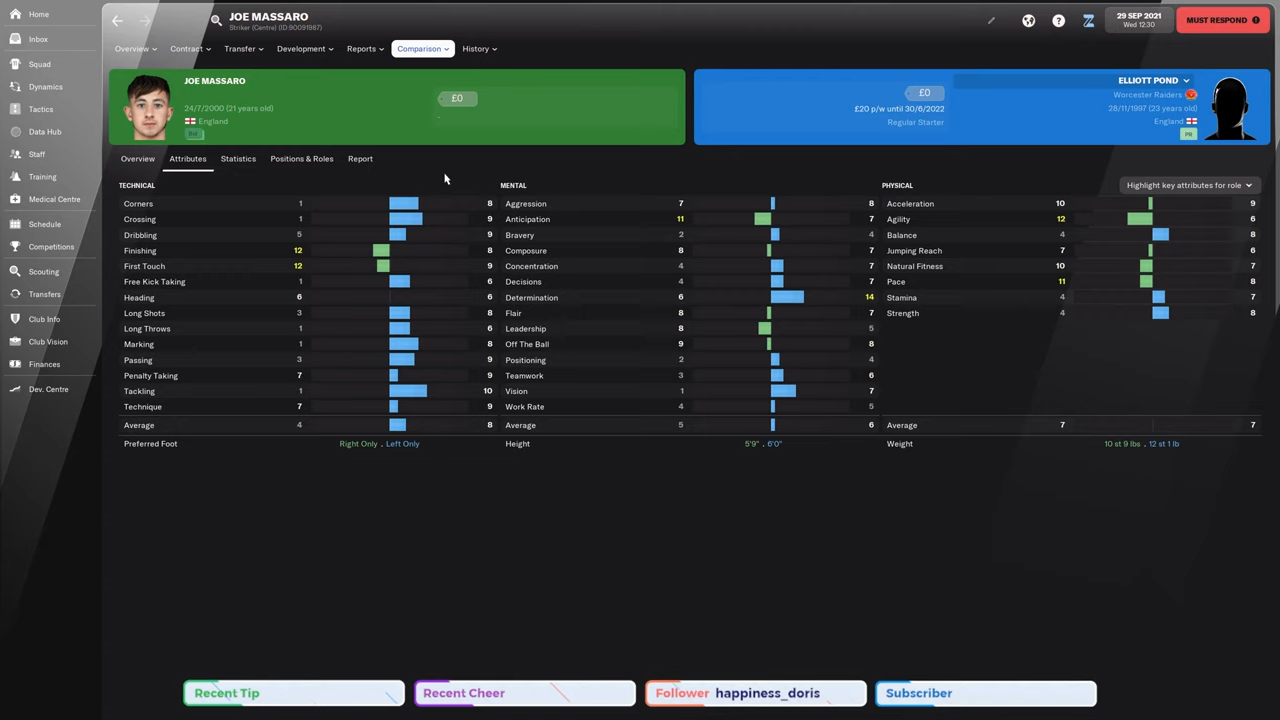 Home
Inbox
Squad
Dynamics
Tactics
Data Hub
Staff
Training
Medical Centre
Schedule
Competitions
Scouting
Transfers
Club Info
Club Vision
Finances
Dev. Centre
JOE MASSARO
Striker (Centre) (ID:90091987)
29 SEP 2021
Wed 12:30
MUST RESPOND
Overview Contract Transfer Development Reports Comparison History
JOE MASSARO
24/7/2000 (21 years old)
England
£0
-
ELLIOTT POND
£0
Worcester Raiders
£20 p/w until 30/6/2022
28/11/1997 (23 years old)
Regular Starter
England
PR
Overview Attributes Statistics Positions & Roles Report
TECHNICAL
Corners 1 8
Crossing 1 9
Dribbling 5 9
Finishing 12 8
First Touch 12 9
Free Kick Taking 1 6
Heading 6 6
Long Shots 3 8
Long Throws 1 6
Marking 1 8
Passing 3 9
Penalty Taking 7 9
Tackling 1 10
Technique 7 9
Average 4 8
Preferred Foot Right Only . Left Only
MENTAL
Aggression 7 8
Anticipation 11 7
Bravery 2 4
Composure 8 7
Concentration 4 7
Decisions 4 7
Determination 6 14
Flair 8 7
Leadership 8 5
Off The Ball 9 8
Positioning 2 4
Teamwork 3 6
Vision 1 7
Work Rate 4 5
Average 5 6
Height 5'9" . 6'0"
PHYSICAL
Highlight key attributes for role
Acceleration 10 9
Agility 12 6
Balance 4 8
Jumping Reach 7 6
Natural Fitness 10 7
Pace 11 8
Stamina 4 7
Strength 4 8
Average 7 7
Weight 10 st 9 lbs . 12 st 1 lb
Recent Tip
Recent Cheer
Follower happiness_doris
Subscriber